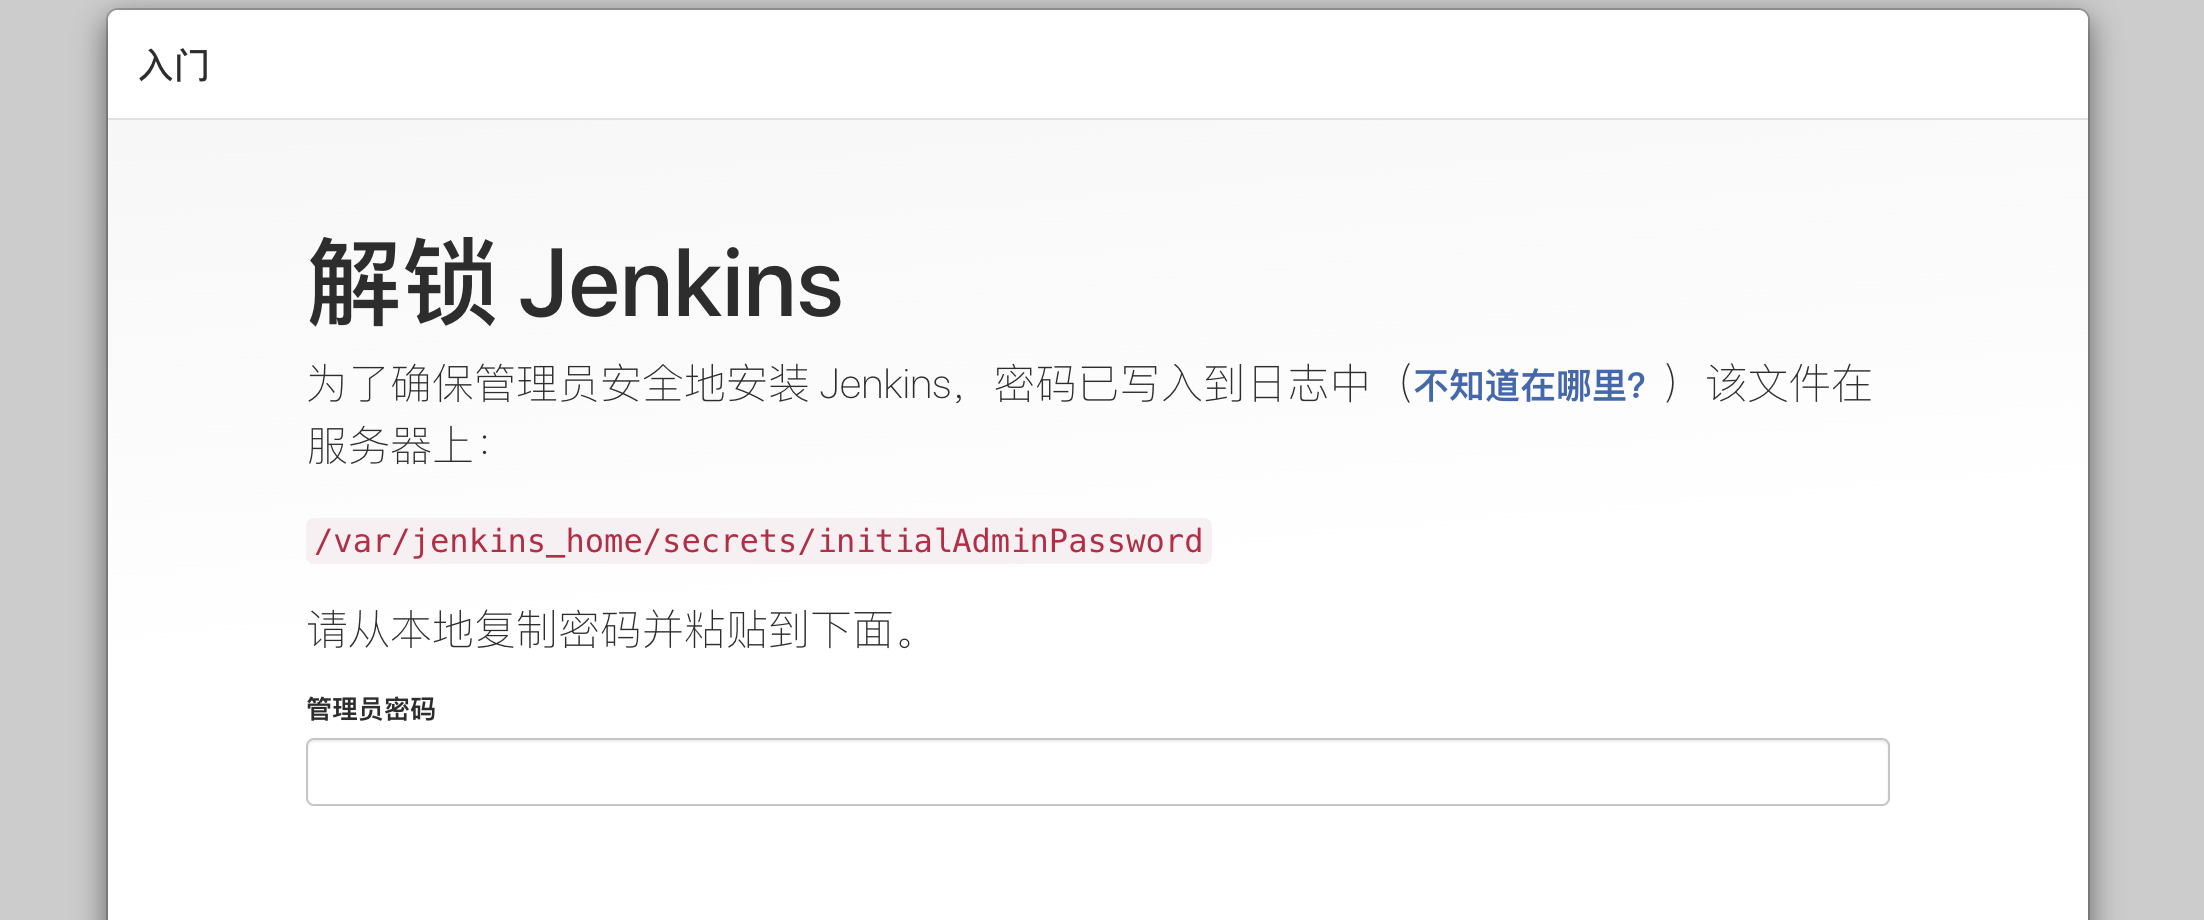 入门
解锁 Jenkins
为了确保管理员安全地安装 Jenkins，密码已写入到日志中（不知道在哪里？）该文件在
服务器上：
/var/jenkins_home/secrets/initialAdminPassword
请从本地复制密码并粘贴到下面。
管理员密码